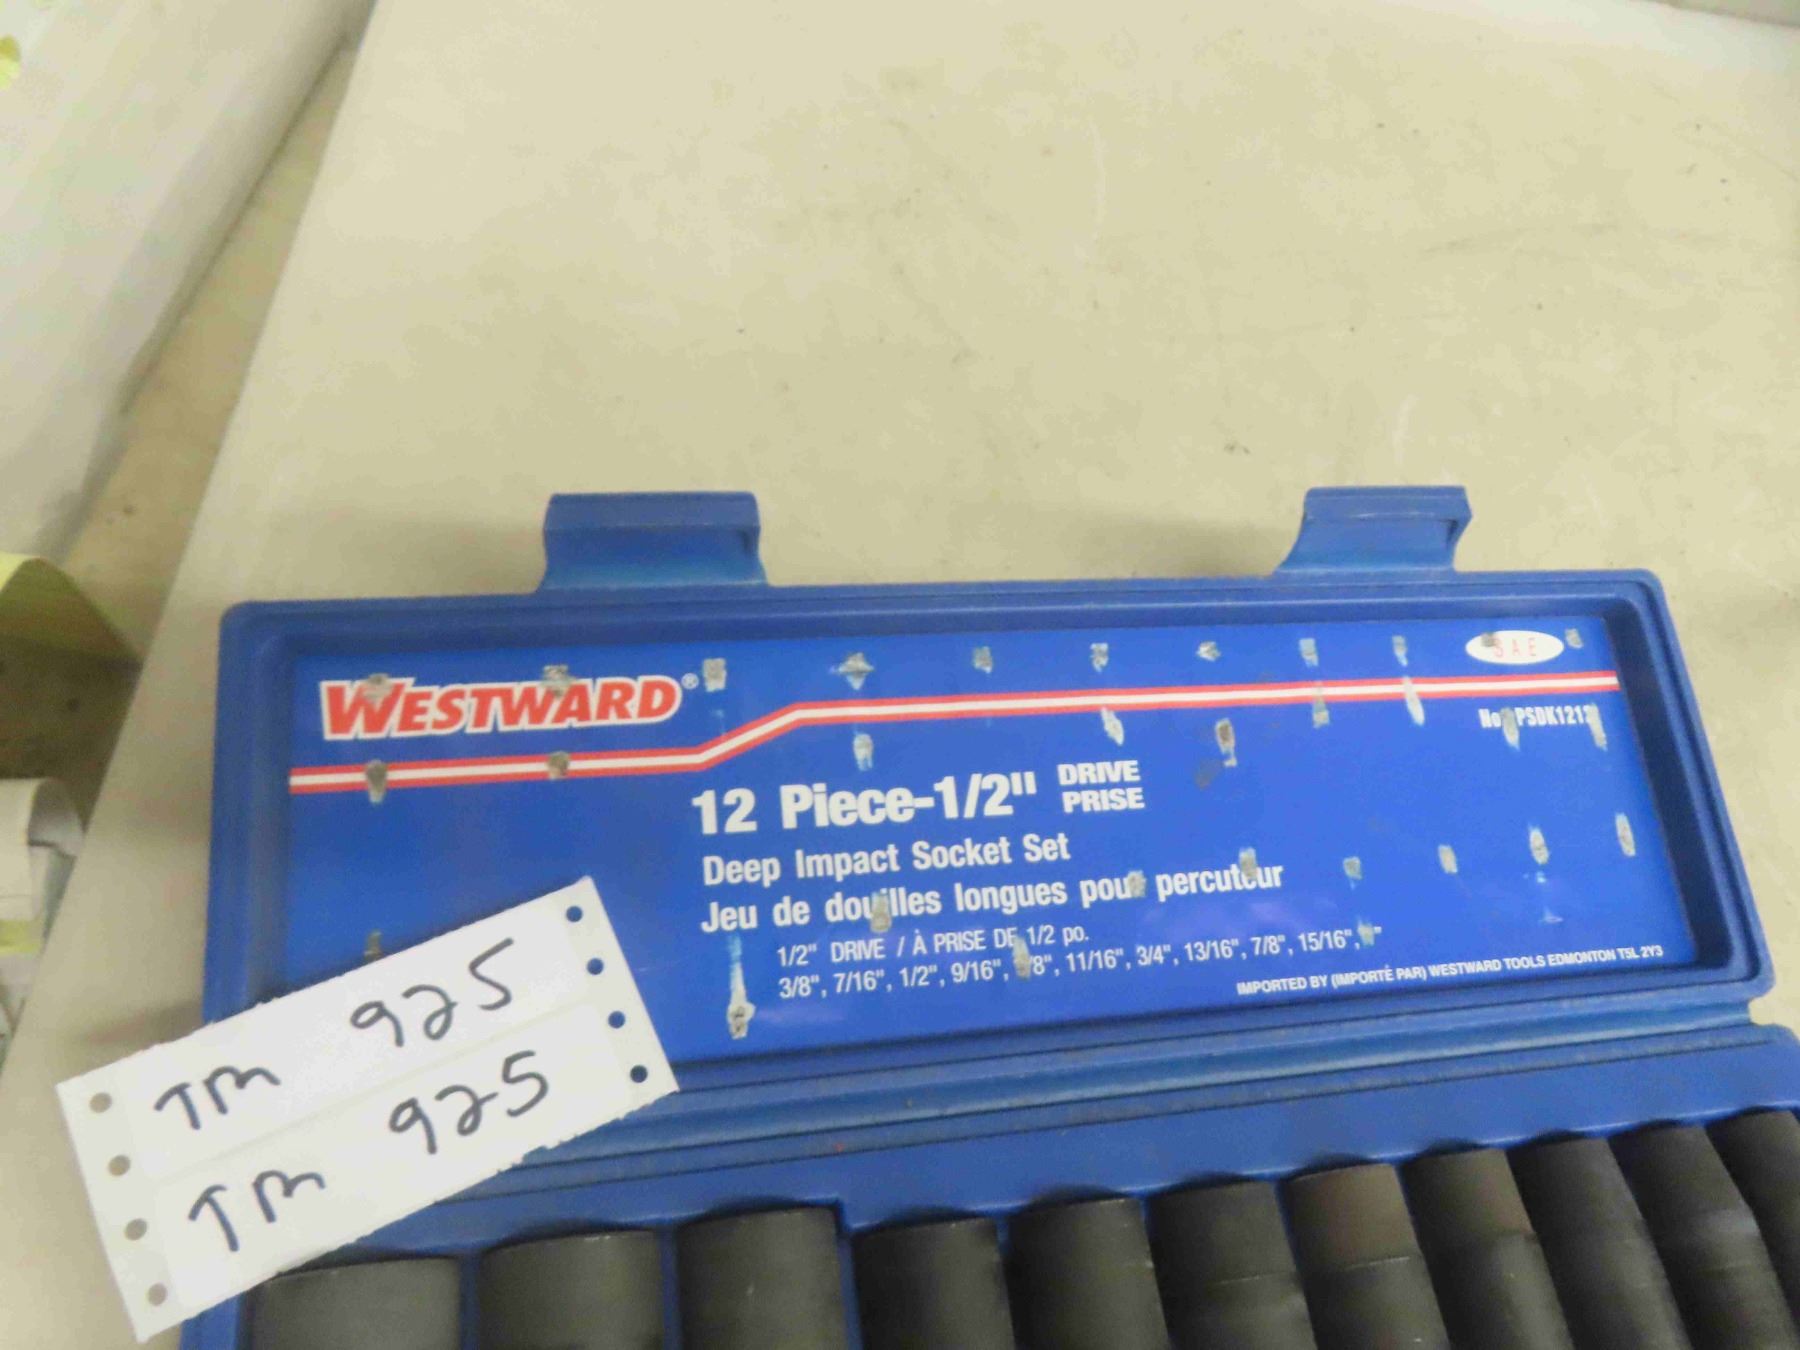 WESTWARD®
SAE
12 Piece-1/2" DRIVE PRISE
Deep Impact Socket Set
Jeu de douilles longues pour percuteur
1/2" DRIVE / À PRISE DE 1/2 po.
3/8", 7/16", 1/2", 9/16", 5/8", 11/16", 3/4", 13/16", 7/8", 15/16",
IMPORTED BY (IMPORTÉ PAR) WESTWARD TOOLS EDMONTON T5L 2Y3
TM 925
TM 925